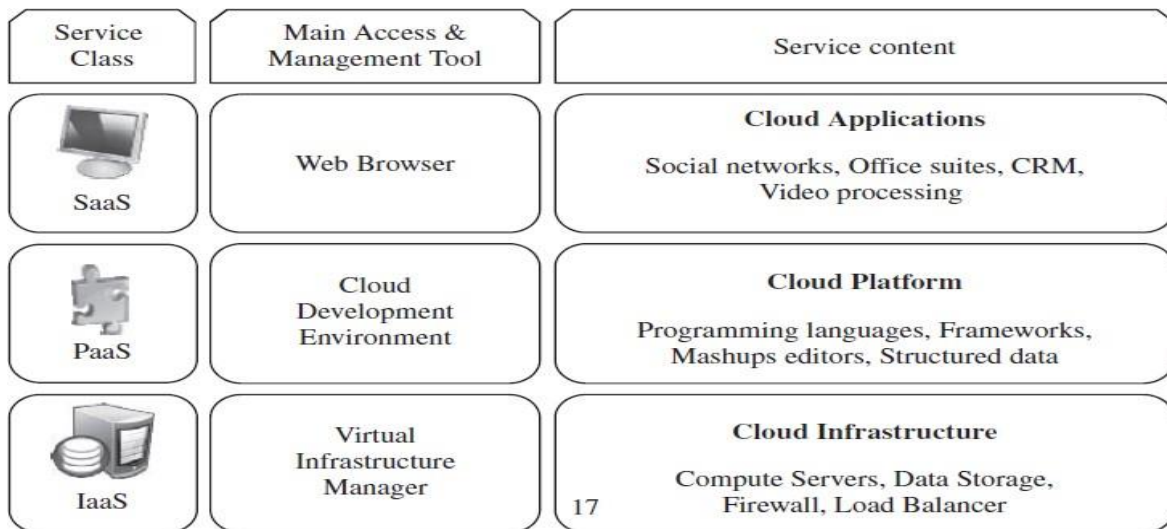 Service
Class
Main Access &
Management Tool
Service content
SaaS
Web Browser
Cloud Applications
Social networks, Office suites, CRM,
Video processing
PaaS
Cloud
Development
Environment
Cloud Platform
Programming languages, Frameworks,
Mashups editors, Structured data
IaaS
Virtual
Infrastructure
Manager
Cloud Infrastructure
Compute Servers, Data Storage,
Firewall, Load Balancer
17